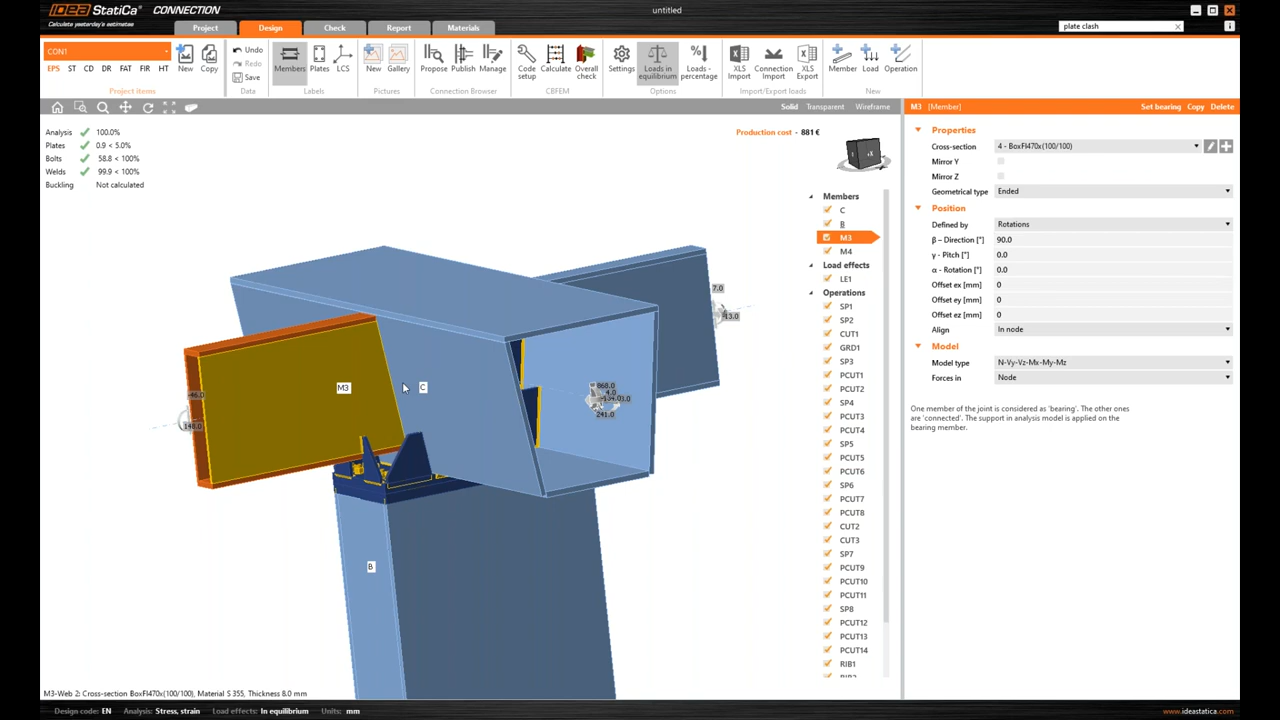 IDEA StatiCa® CONNECTION
Calculate yesterday's estimates
untitled
plate clash
Project
Design
Check
Report
Materials
CON1
EPS ST CD DR FAT FIR HT
New
Copy
Project items
Undo
Redo
Save
Data
Members
Plates
LCS
Labels
New
Gallery
Pictures
Propose
Publish
Manage
Connection Browser
Code setup
Calculate
Overall check
CBFEM
Settings
Loads in equilibrium
Loads - percentage
Options
XLS Import
Connection Import
XLS Export
Import/Export loads
Member
Load
Operation
New
Solid Transparent Wireframe
Analysis 100.0%
Plates 0.9 < 5.0%
Bolts 58.8 < 100%
Welds 99.9 < 100%
Buckling Not calculated
Production cost - 881 €
M3
C
B
148.0
7.0
241.0
Members
C
B
M3
M4
Load effects
LE1
Operations
SP1
SP2
CUT1
GRD1
SP3
PCUT1
PCUT2
SP4
PCUT3
PCUT4
SP5
PCUT5
PCUT6
SP6
PCUT7
PCUT8
CUT2
CUT3
SP7
PCUT9
PCUT10
PCUT11
SP8
PCUT12
PCUT13
PCUT14
RIB1
M3 [Member]
Set bearing Copy Delete
Properties
Cross-section 4 - BoxFl470x(100/100)
Mirror Y
Mirror Z
Geometrical type Ended
Position
Defined by Rotations
β – Direction [°] 90.0
γ - Pitch [°] 0.0
α - Rotation [°] 0.0
Offset ex [mm] 0
Offset ey [mm] 0
Offset ez [mm] 0
Align In node
Model
Model type N-Vy-Vz-Mx-My-Mz
Forces in Node
One member of the joint is considered as 'bearing'. The other ones
are 'connected'. The support in analysis model is applied on the
bearing member.
M3-Web 2: Cross-section BoxFl470x(100/100), Material S 355, Thickness 8.0 mm
Design code: EN Analysis: Stress, strain Load effects: In equilibrium Units: mm
www.ideastatica.com